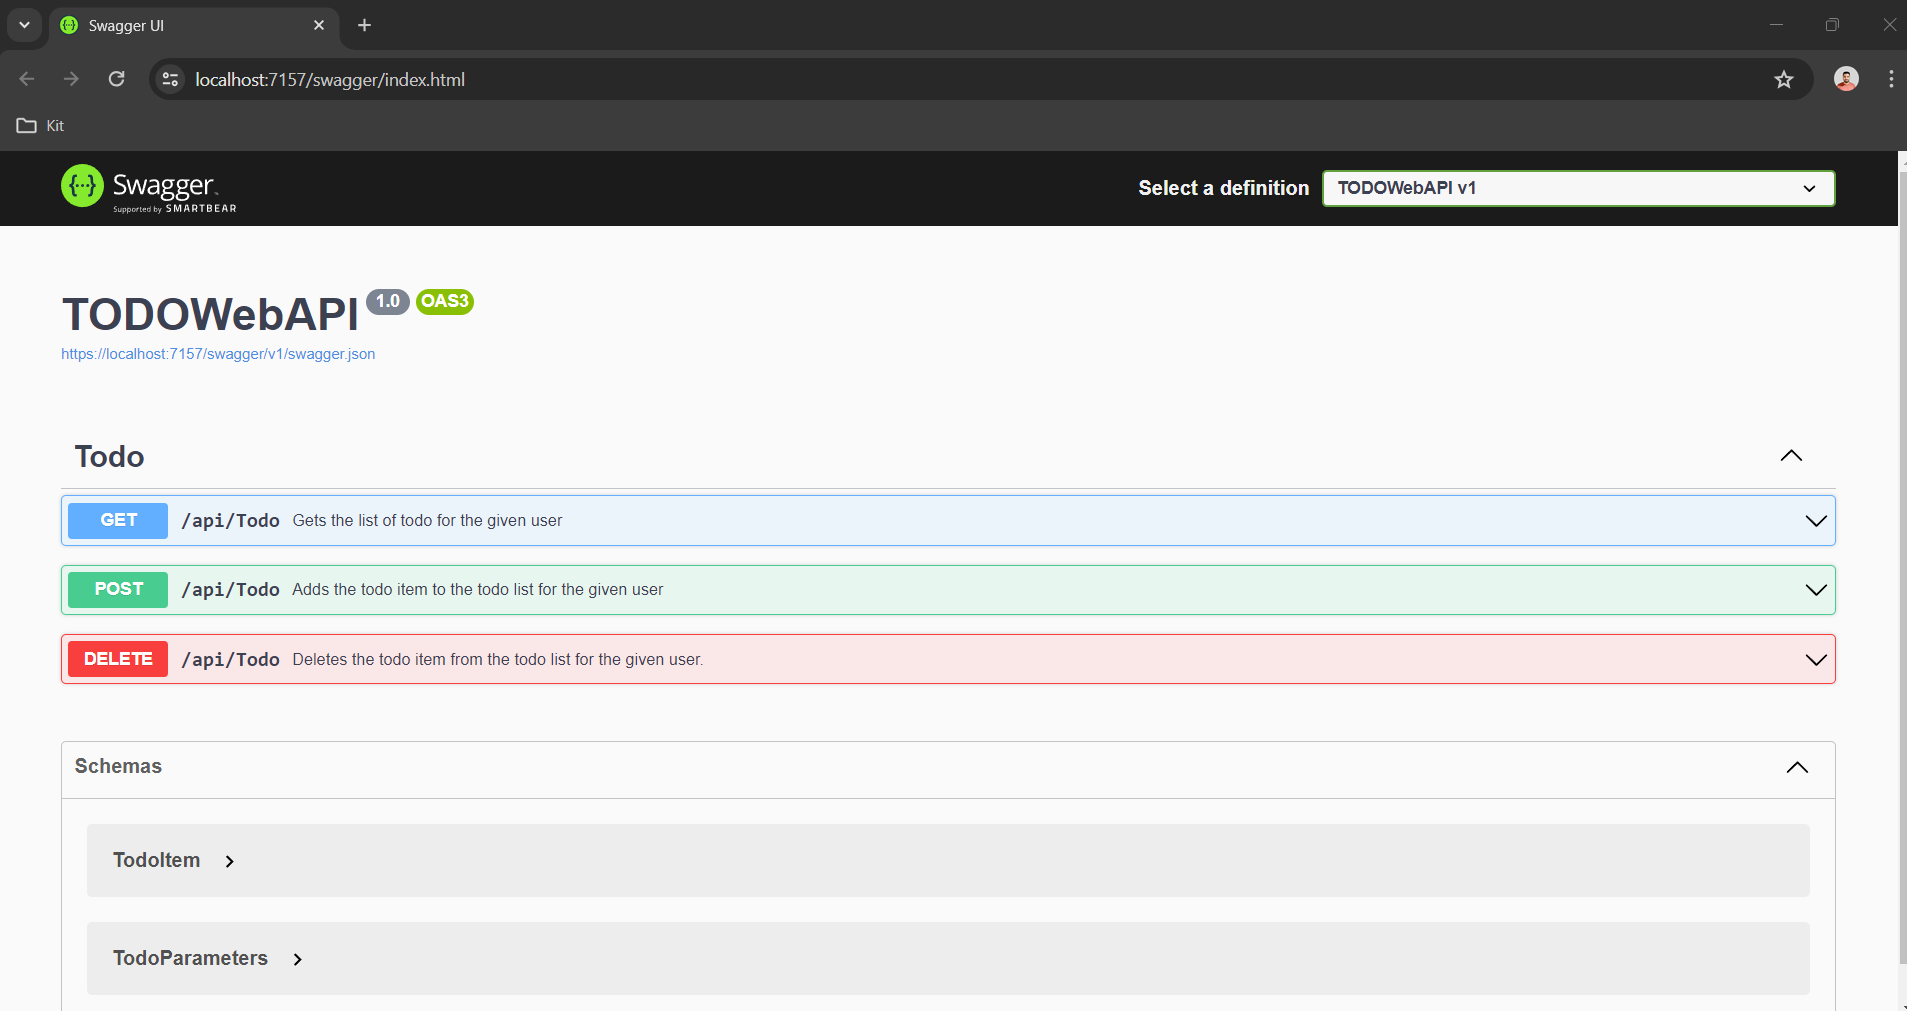 Swagger UI
localhost:7157/swagger/index.html
Kit
Swagger
Supported by SMARTBEAR
Select a definition
TODOWebAPI v1
TODOWebAPI 1.0 OAS3
https://localhost:7157/swagger/v1/swagger.json
Todo
GET /api/Todo Gets the list of todo for the given user
POST /api/Todo Adds the todo item to the todo list for the given user
DELETE /api/Todo Deletes the todo item from the todo list for the given user.
Schemas
TodoItem
TodoParameters